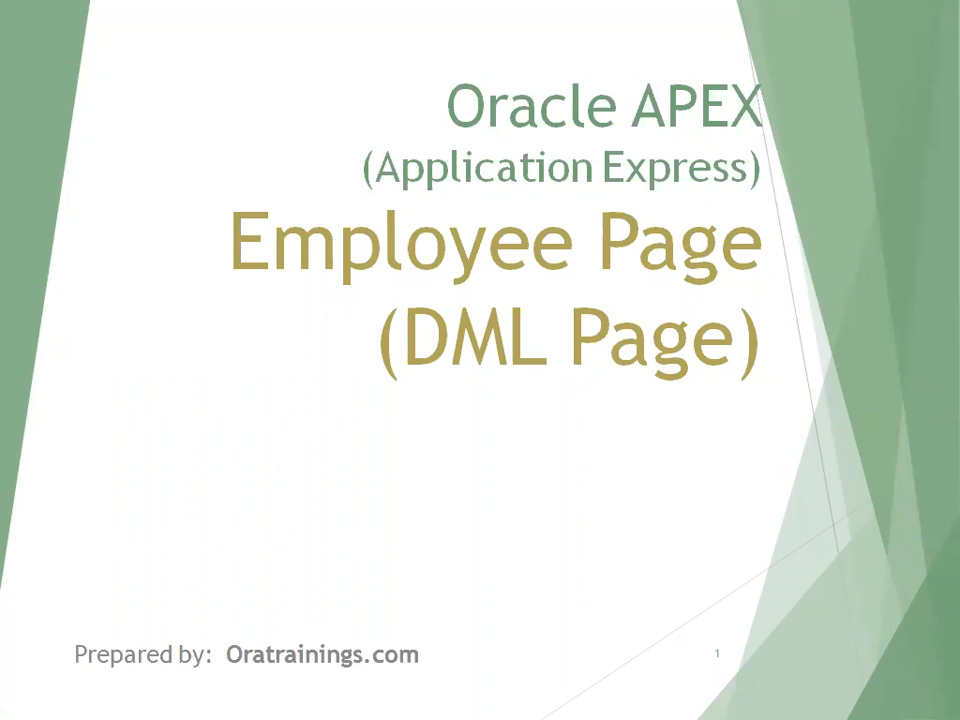 Oracle APEX
(Application Express)
Employee Page
(DML Page)
Prepared by: Oratrainings.com
1